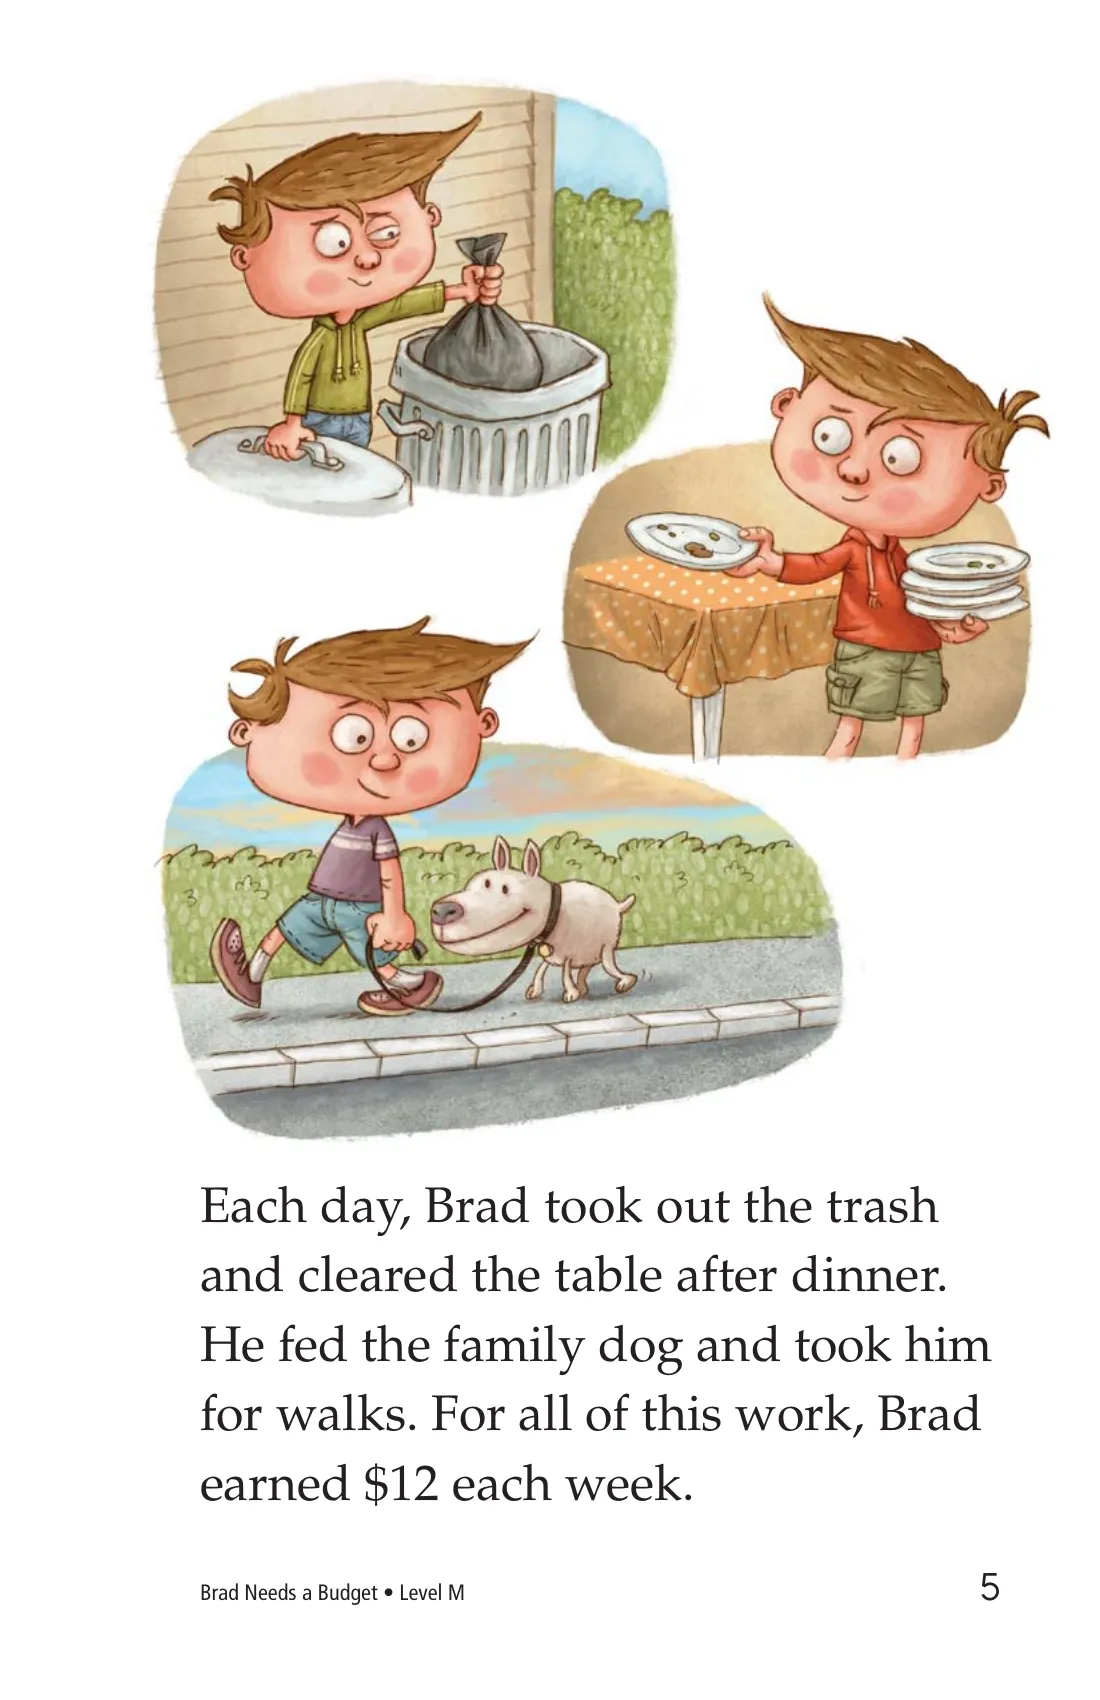 Each day, Brad took out the trash
and cleared the table after dinner.
He fed the family dog and took him
for walks. For all of this work, Brad
earned $12 each week.
Brad Needs a Budget • Level M
5